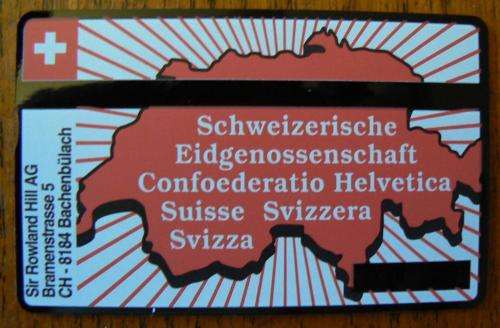 Schweizerische
Eidgenossenschaft
Confoederatio Helvetica
Suisse Svizzera
Svizza
Sir Rowland Hill AG
Bramenstrasse 5
CH - 8184 Bachenbülach